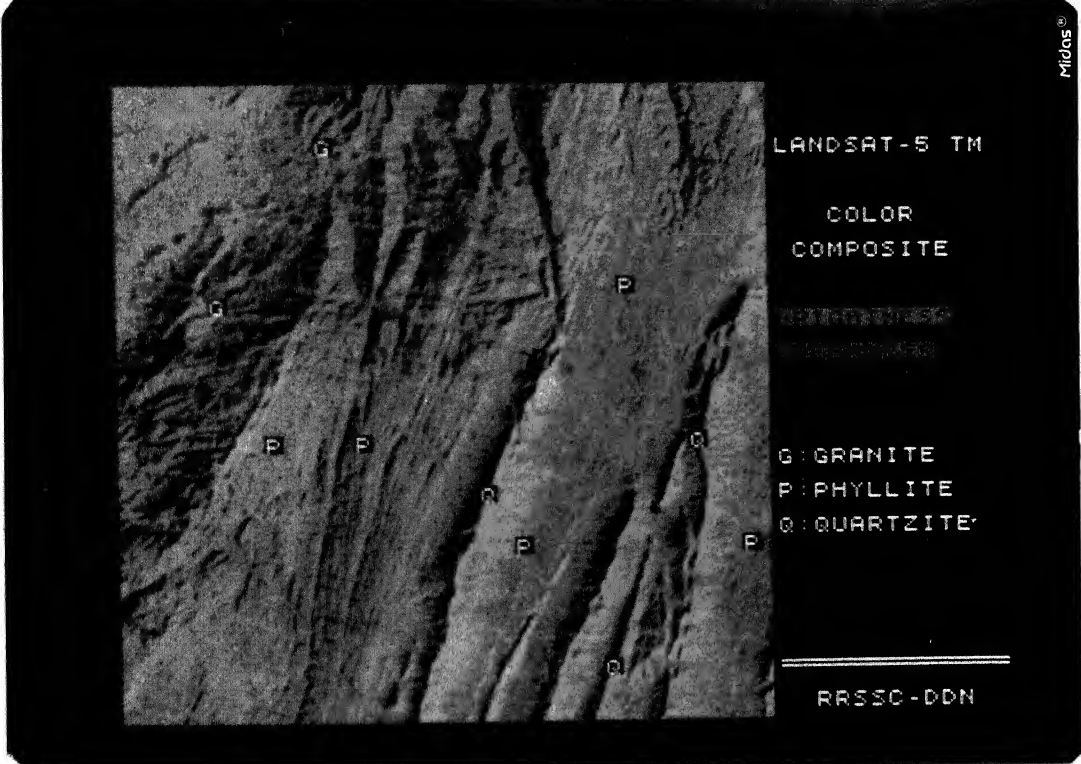 Midas®
LANDSAT-5 TM
COLOR
COMPOSITE
G
G
P
P
P
Q
Q
P
P
Q
G:GRANITE
P:PHYLLITE
Q:QUARTZITE
RRSSC-DDN